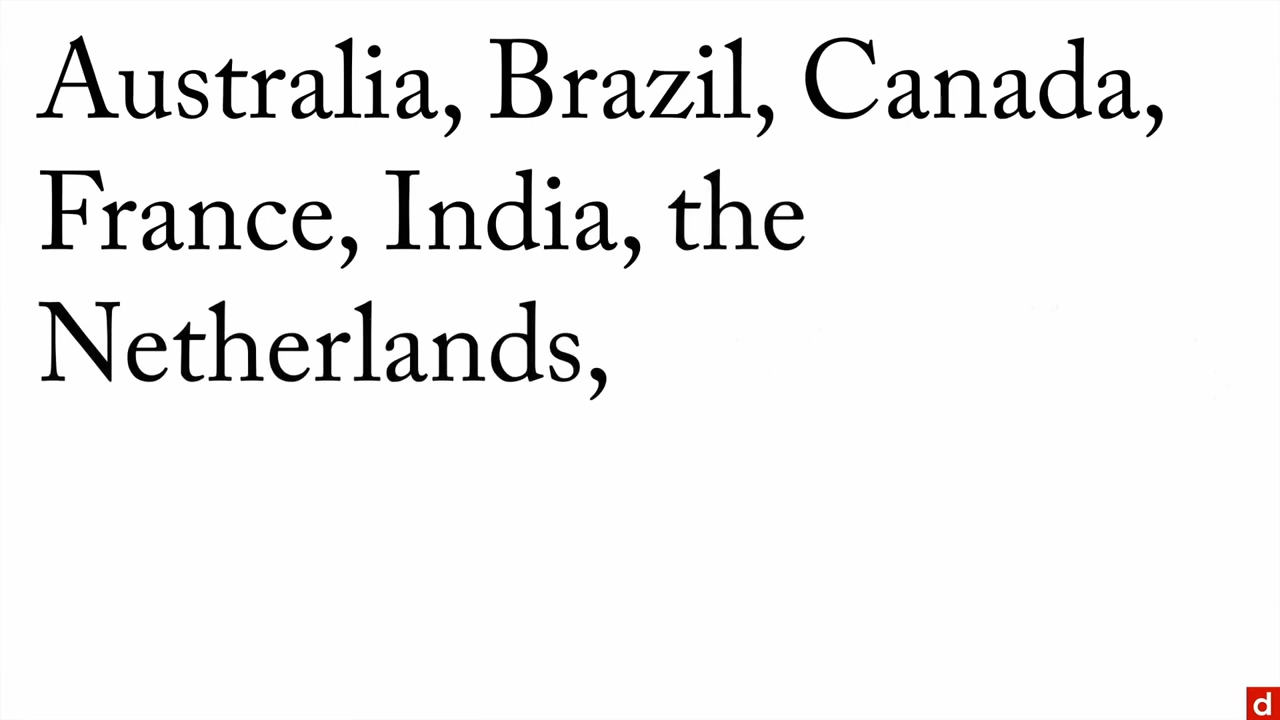 Australia, Brazil, Canada,
France, India, the
Netherlands,
d